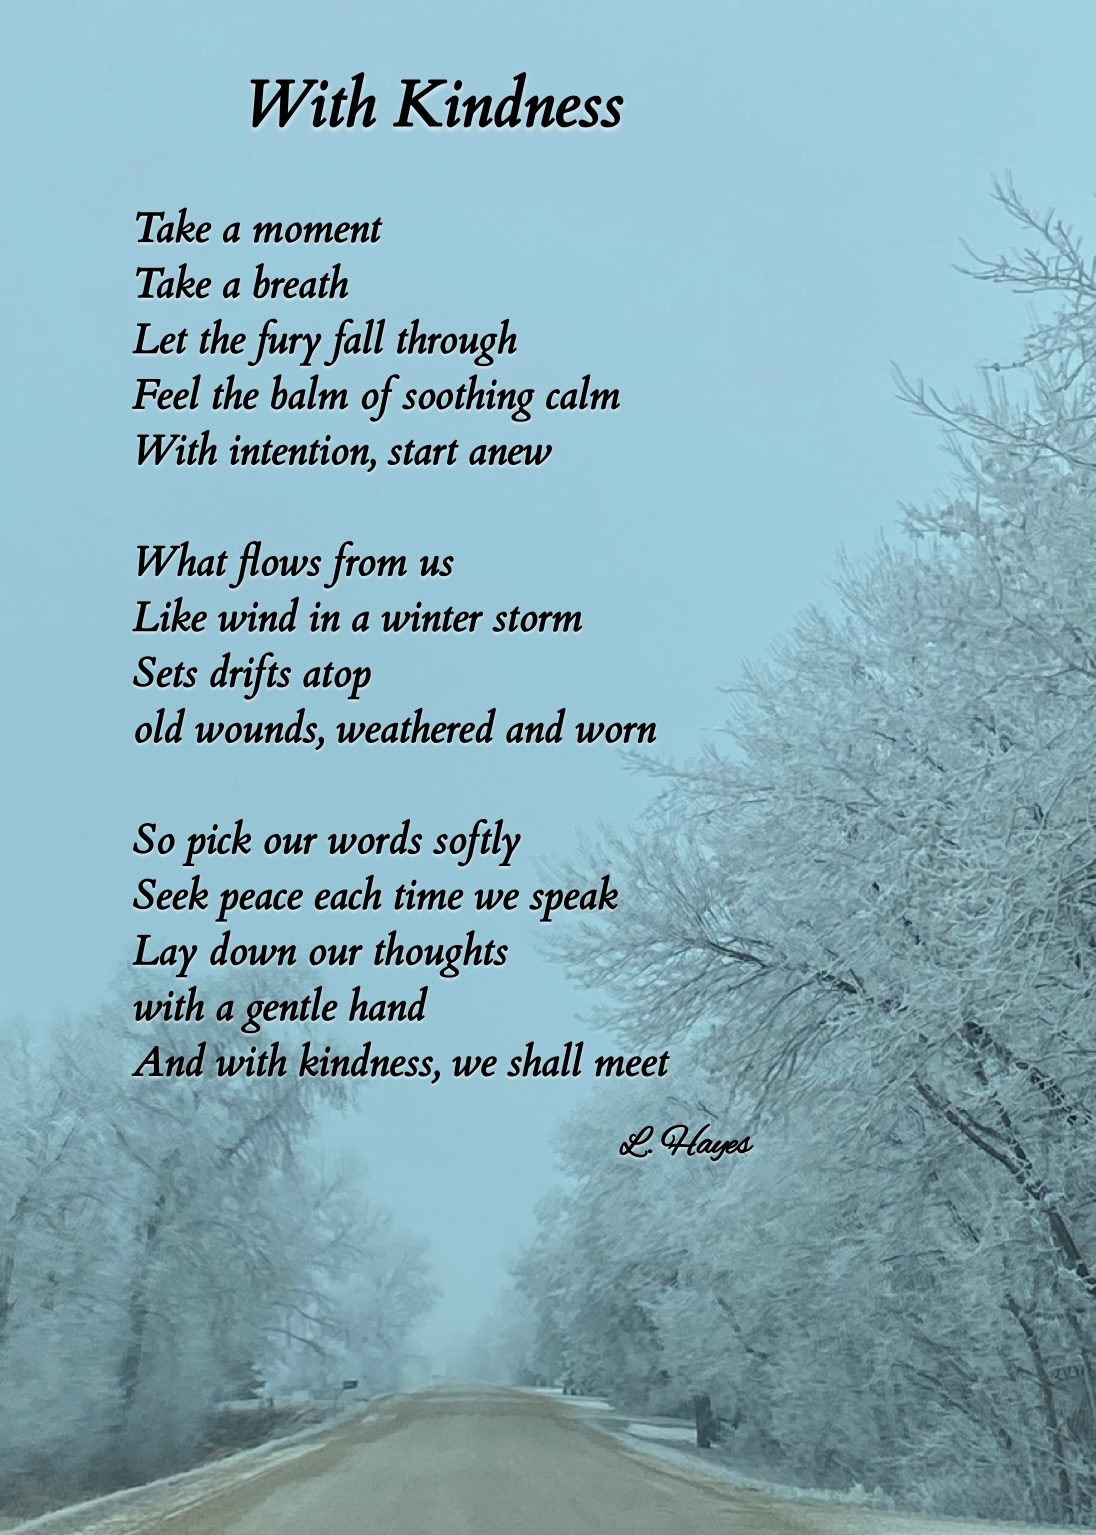 With Kindness
Take a moment
Take a breath
Let the fury fall through
Feel the balm of soothing calm
With intention, start anew
What flows from us
Like wind in a winter storm
Sets drifts atop
old wounds, weathered and worn
So pick our words softly
Seek peace each time we speak
Lay down our thoughts
with a gentle hand
And with kindness, we shall meet
L. Hayes